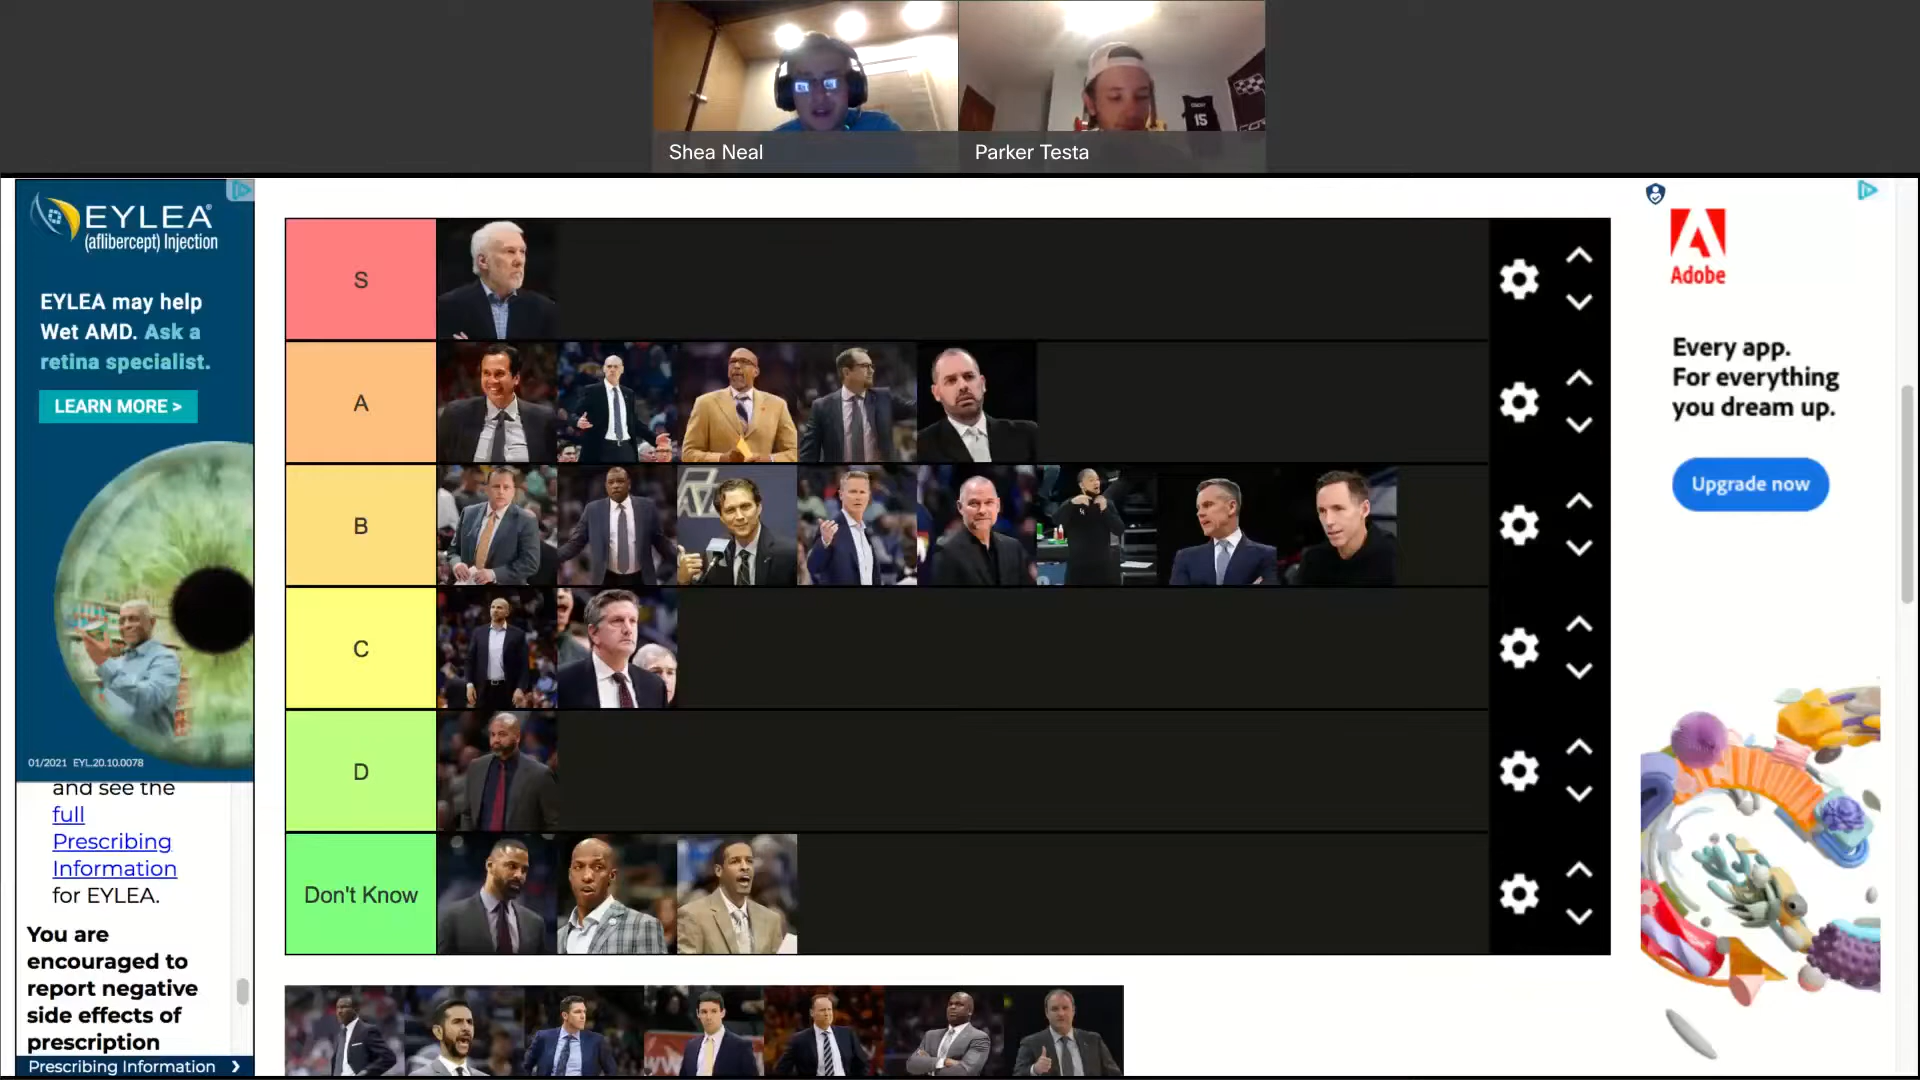 Shea Neal
Parker Testa
15
EYLEA®
(aflibercept) Injection
EYLEA may help
Wet AMD. Ask a
retina specialist.
LEARN MORE >
01/2021 EYL.20.10.0078
and see the
full
Prescribing
Information
for EYLEA.
You are
encouraged to
report negative
side effects of
prescription
Prescribing Information
S
A
B
C
D
Don't Know
Adobe
Every app.
For everything
you dream up.
Upgrade now